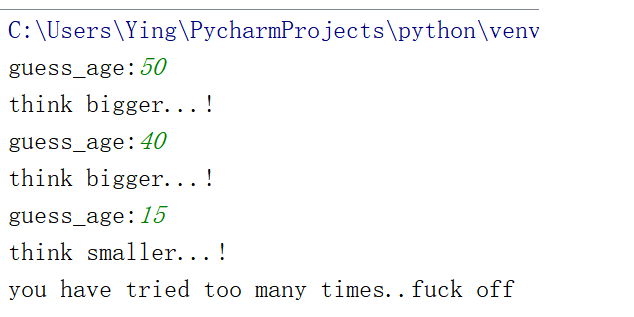 C:\Users\Ying\PycharmProjects\python\venv
guess_age:50
think bigger...!
guess_age:40
think bigger...!
guess_age:15
think smaller...!
you have tried too many times..fuck off